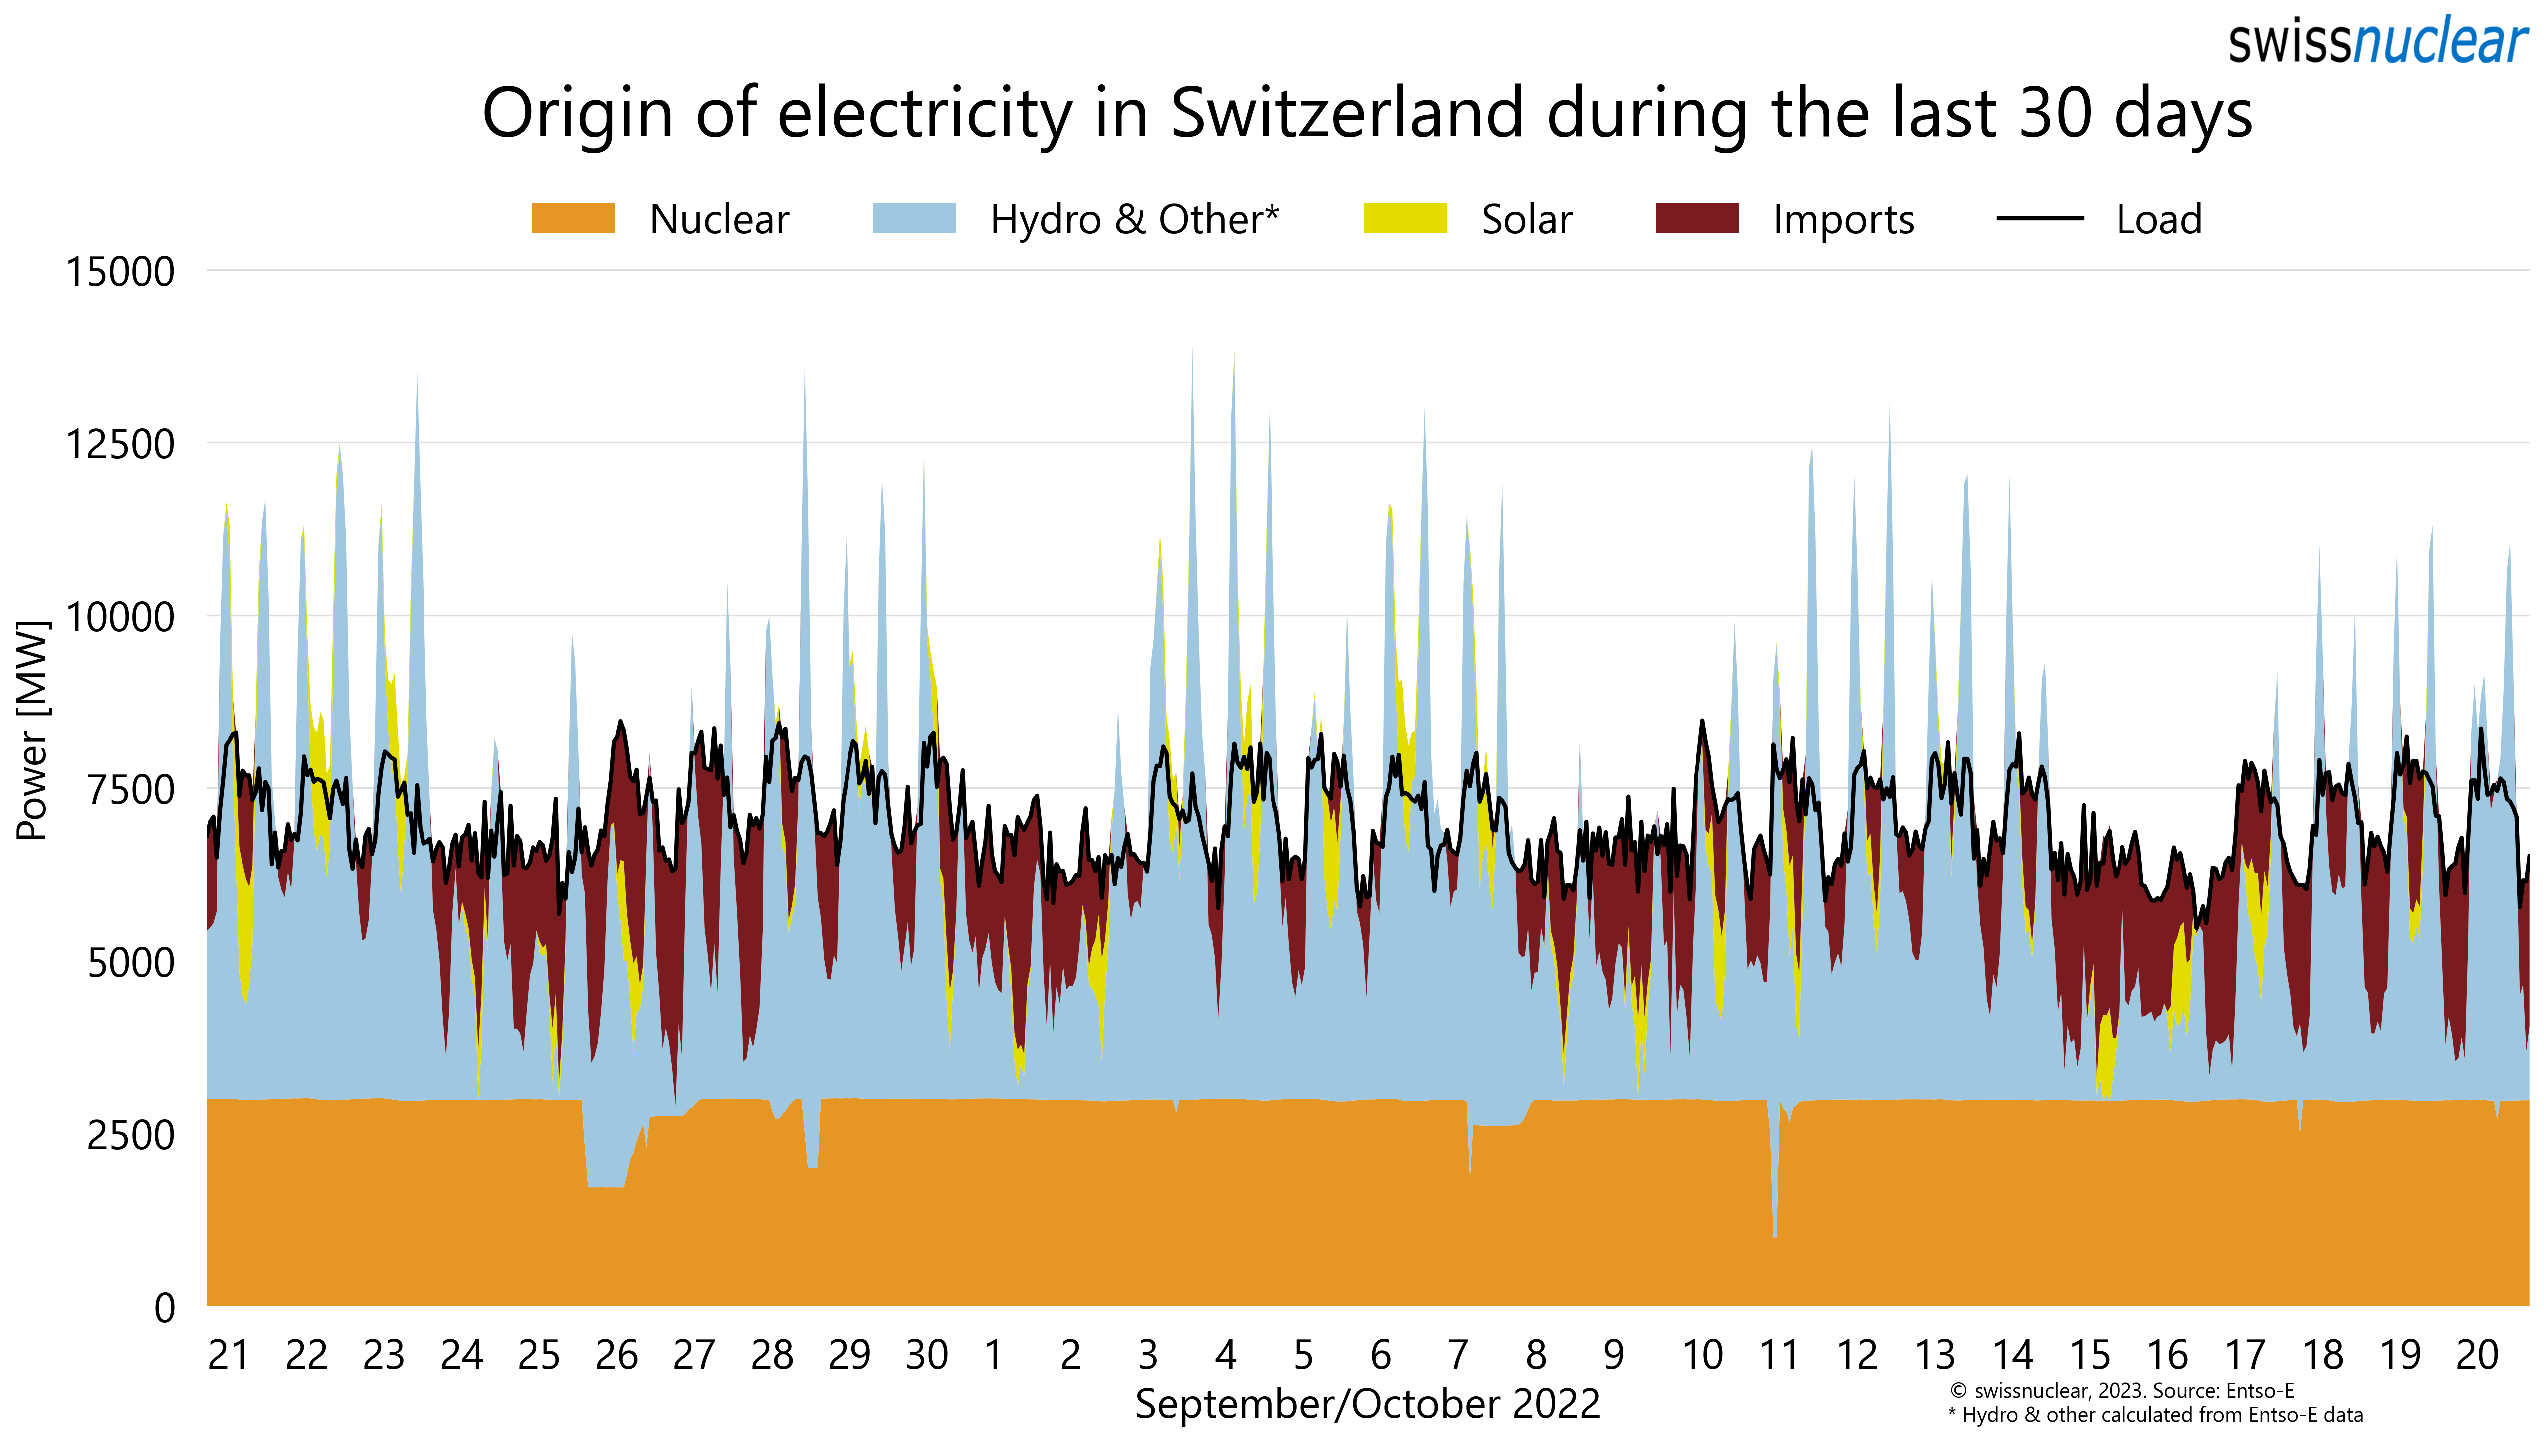 swissnuclear
Origin of electricity in Switzerland during the last 30 days
Nuclear Hydro & Other* Solar Imports Load
15000
12500
10000
7500
5000
2500
0
Power [MW]
21 22 23 24 25 26 27 28 29 30 1 2 3 4 5 6 7 8 9 10 11 12 13 14 15 16 17 18 19 20
September/October 2022
© swissnuclear, 2023. Source: Entso-E
* Hydro & other calculated from Entso-E data